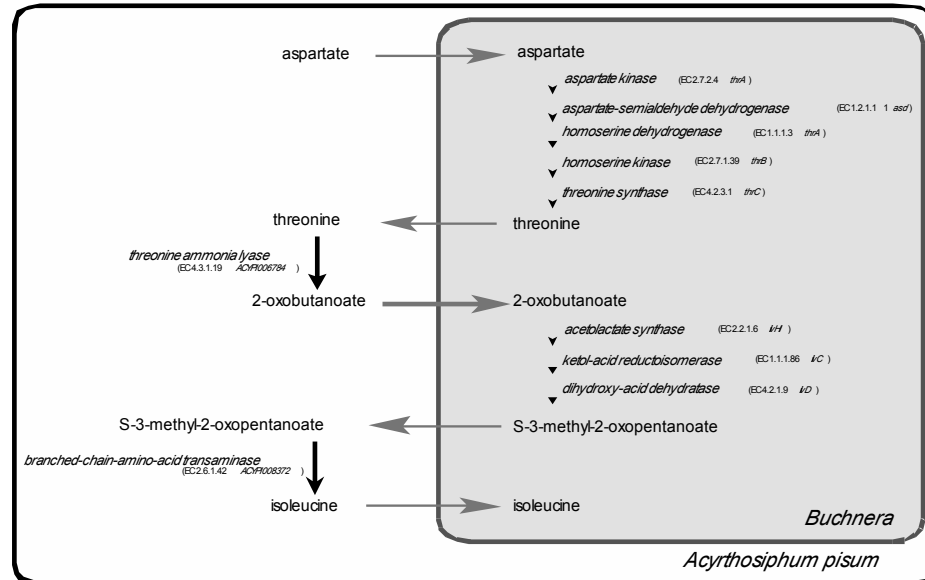 aspartate aspartate
aspartate kinase (EC2.7.2.4 thrA)
aspartate-semialdehyde dehydrogenase (EC1.2.1.1 1 asd)
homoserine dehydrogenase (EC1.1.1.3 thrA)
homoserine kinase (EC2.7.1.39 thrB)
threonine synthase (EC4.2.3.1 thrC)
threonine threonine
threonine ammonia lyase
(EC4.3.1.19 ACYPI006784)
2-oxobutanoate 2-oxobutanoate
acetolactate synthase (EC2.2.1.6 ilvH)
ketol-acid reductoisomerase (EC1.1.1.86 ilvC)
dihydroxy-acid dehydratase (EC4.2.1.9 ilvD)
S-3-methyl-2-oxopentanoate S-3-methyl-2-oxopentanoate
branched-chain-amino-acid transaminase
(EC2.6.1.42 ACYPI008372)
isoleucine isoleucine
Buchnera
Acyrthosiphum pisum